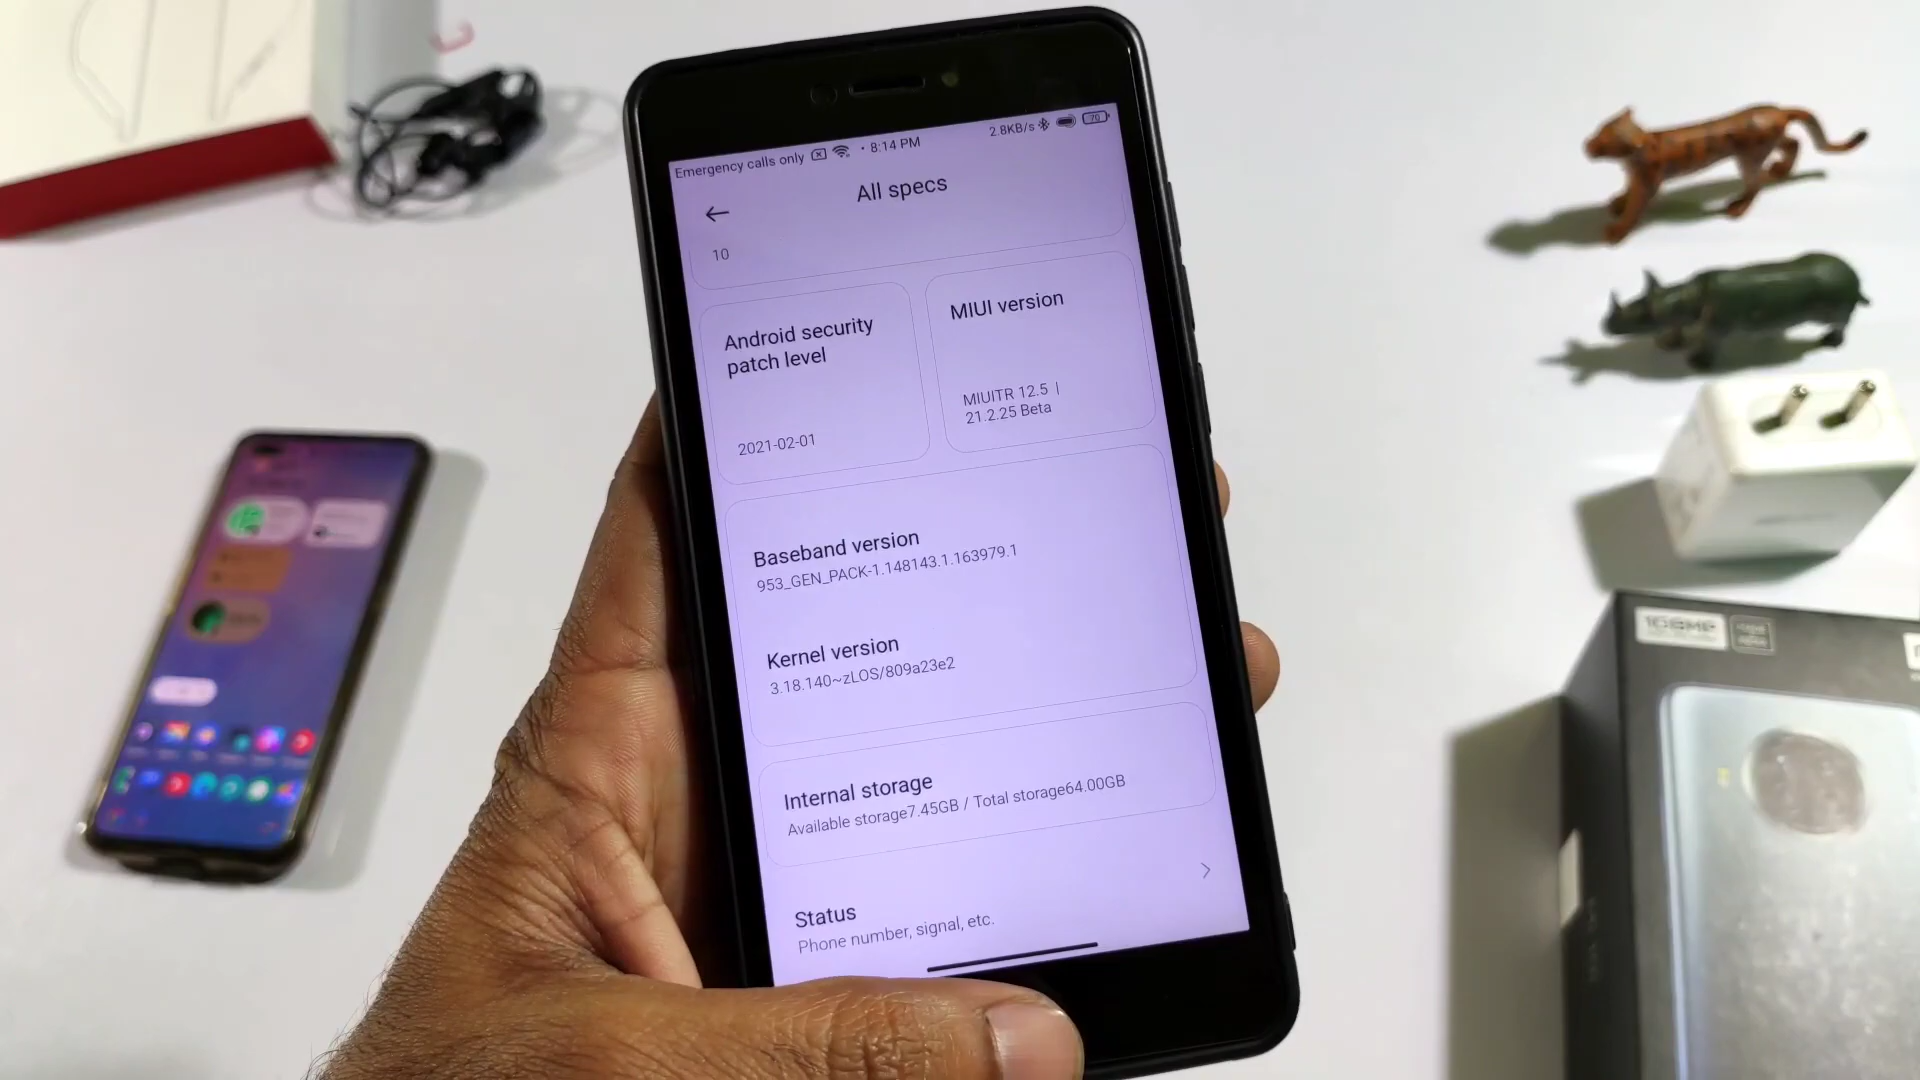 Emergency calls only · 8:14 PM 2.8KB/s 70
All specs
10
Android security
patch level
2021-02-01
MIUI version
MIUITR 12.5 |
21.2.25 Beta
Baseband version
953_GEN_PACK-1.148143.1.163979.1
Kernel version
3.18.140~zLOS/809a23e2
Internal storage
Available storage7.45GB / Total storage64.00GB
Status
Phone number, signal, etc.
108MP